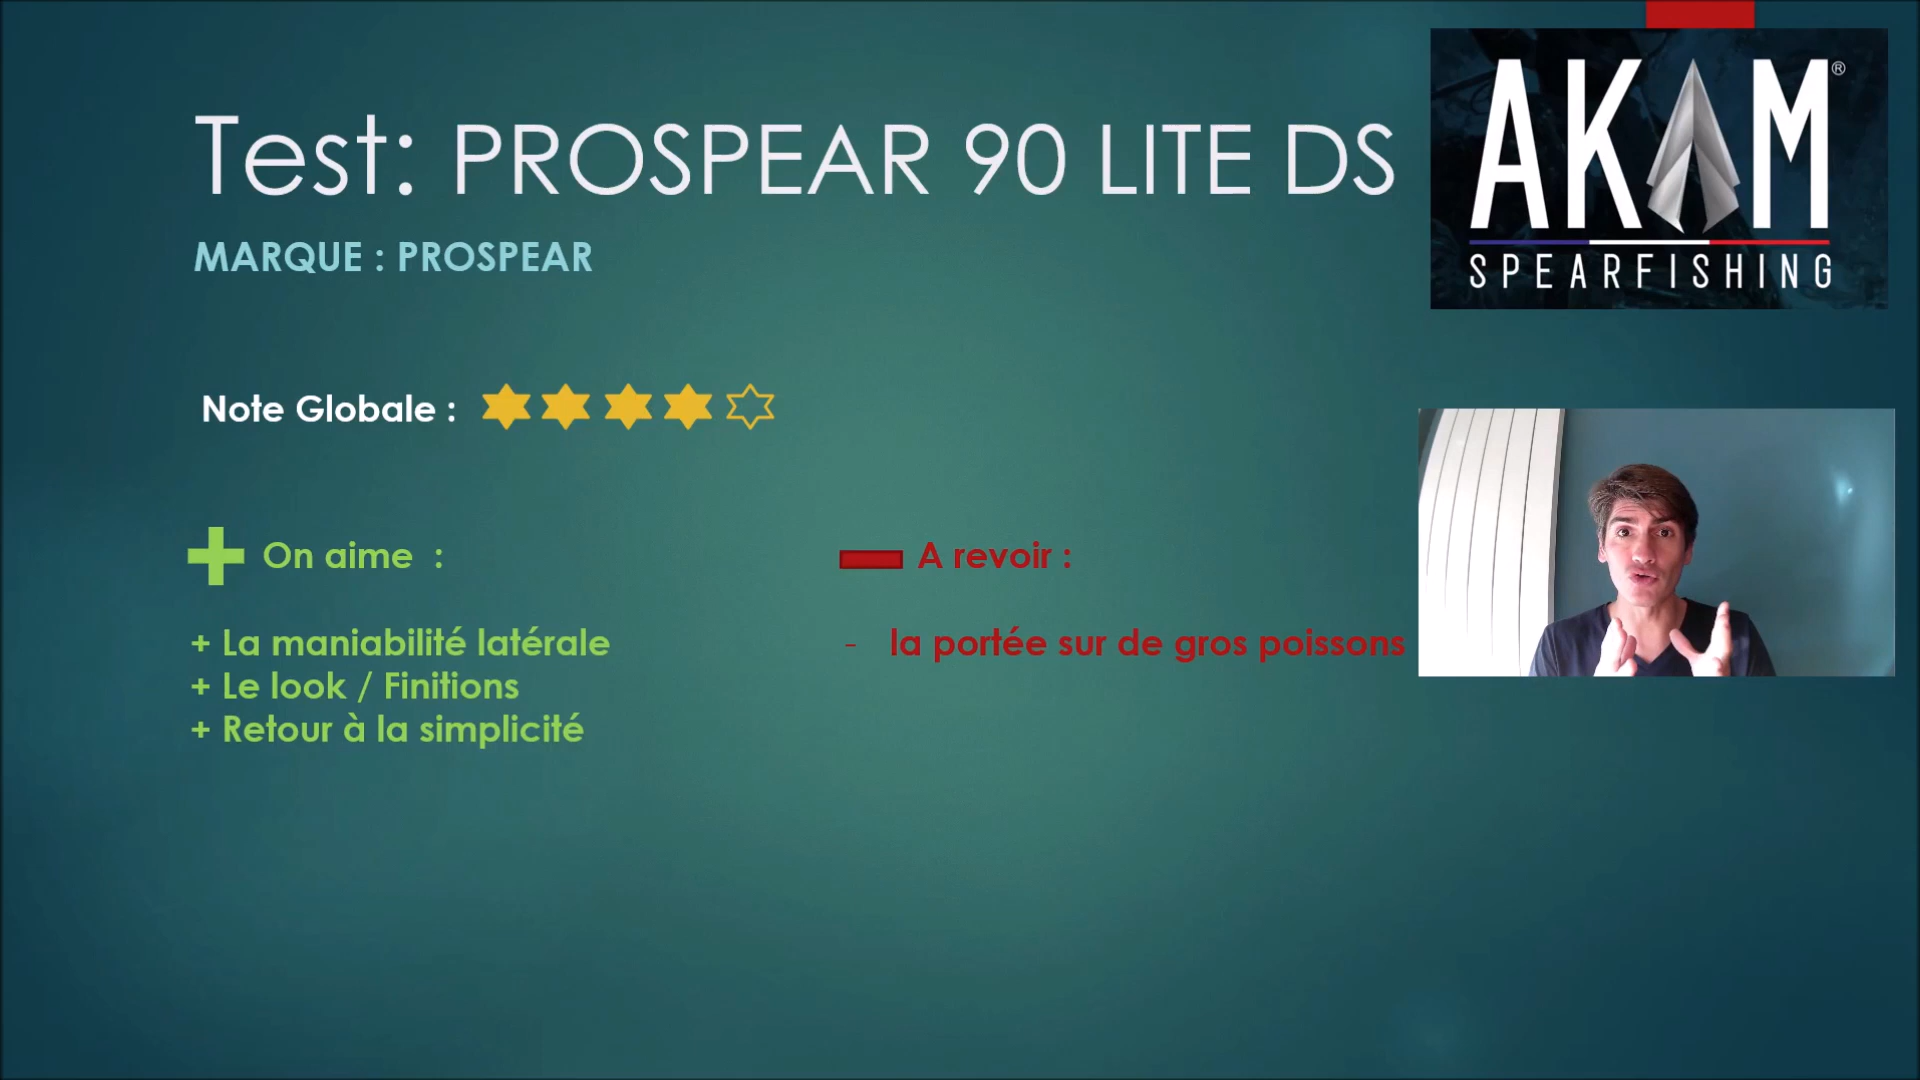 Test: PROSPEAR 90 LITE DS
MARQUE : PROSPEAR
AKAM®
SPEARFISHING
Note Globale :
On aime :
+ La maniabilité latérale
+ Le look / Finitions
+ Retour à la simplicité
A revoir :
- la portée sur de gros poissons